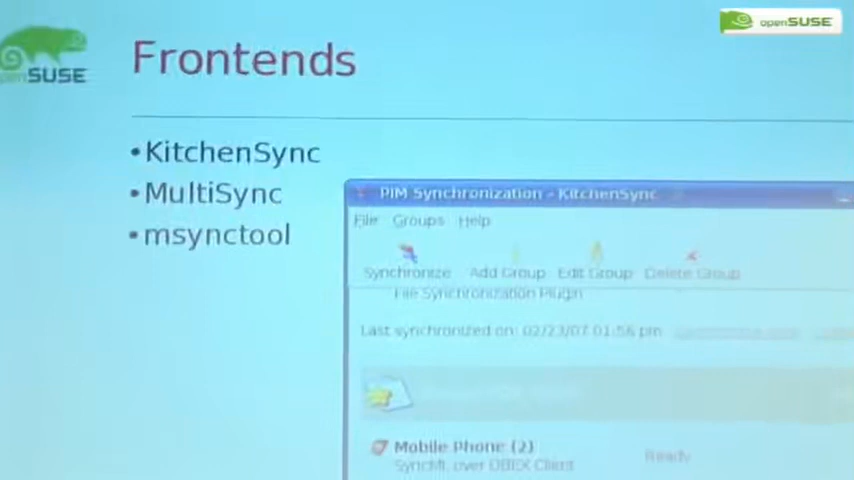 openSUSE
openSUSE
Frontends
•KitchenSync
•MultiSync
•msynctool
PIM Synchronization - KitchenSync
File Groups Help
Synchronize Add Group Edit Group Delete Group
File Synchronization Plugin
Last synchronized on: 02/23/07 01:56 pm
Mobile Phone (2)
Ready
SyncML over OBEX Client